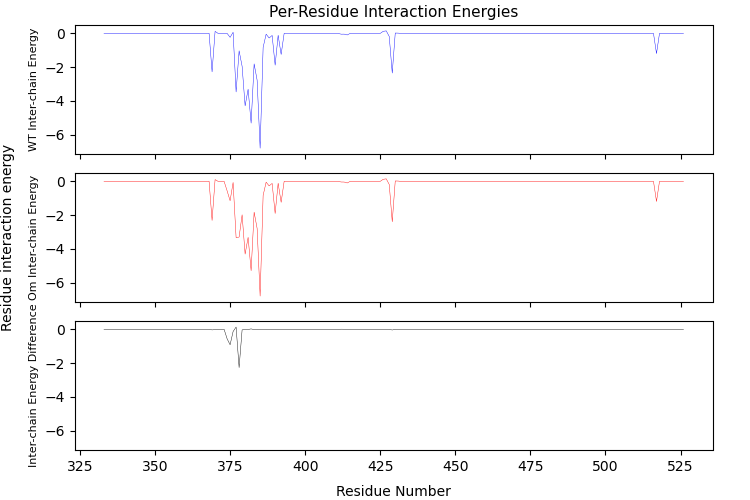 Per-Residue Interaction Energies
Residue interaction energy
WT Inter-chain Energy
0
−2
−4
−6
Om Inter-chain Energy
0
−2
−4
−6
Inter-chain Energy Difference
0
−2
−4
−6
325 350 375 400 425 450 475 500 525
Residue Number